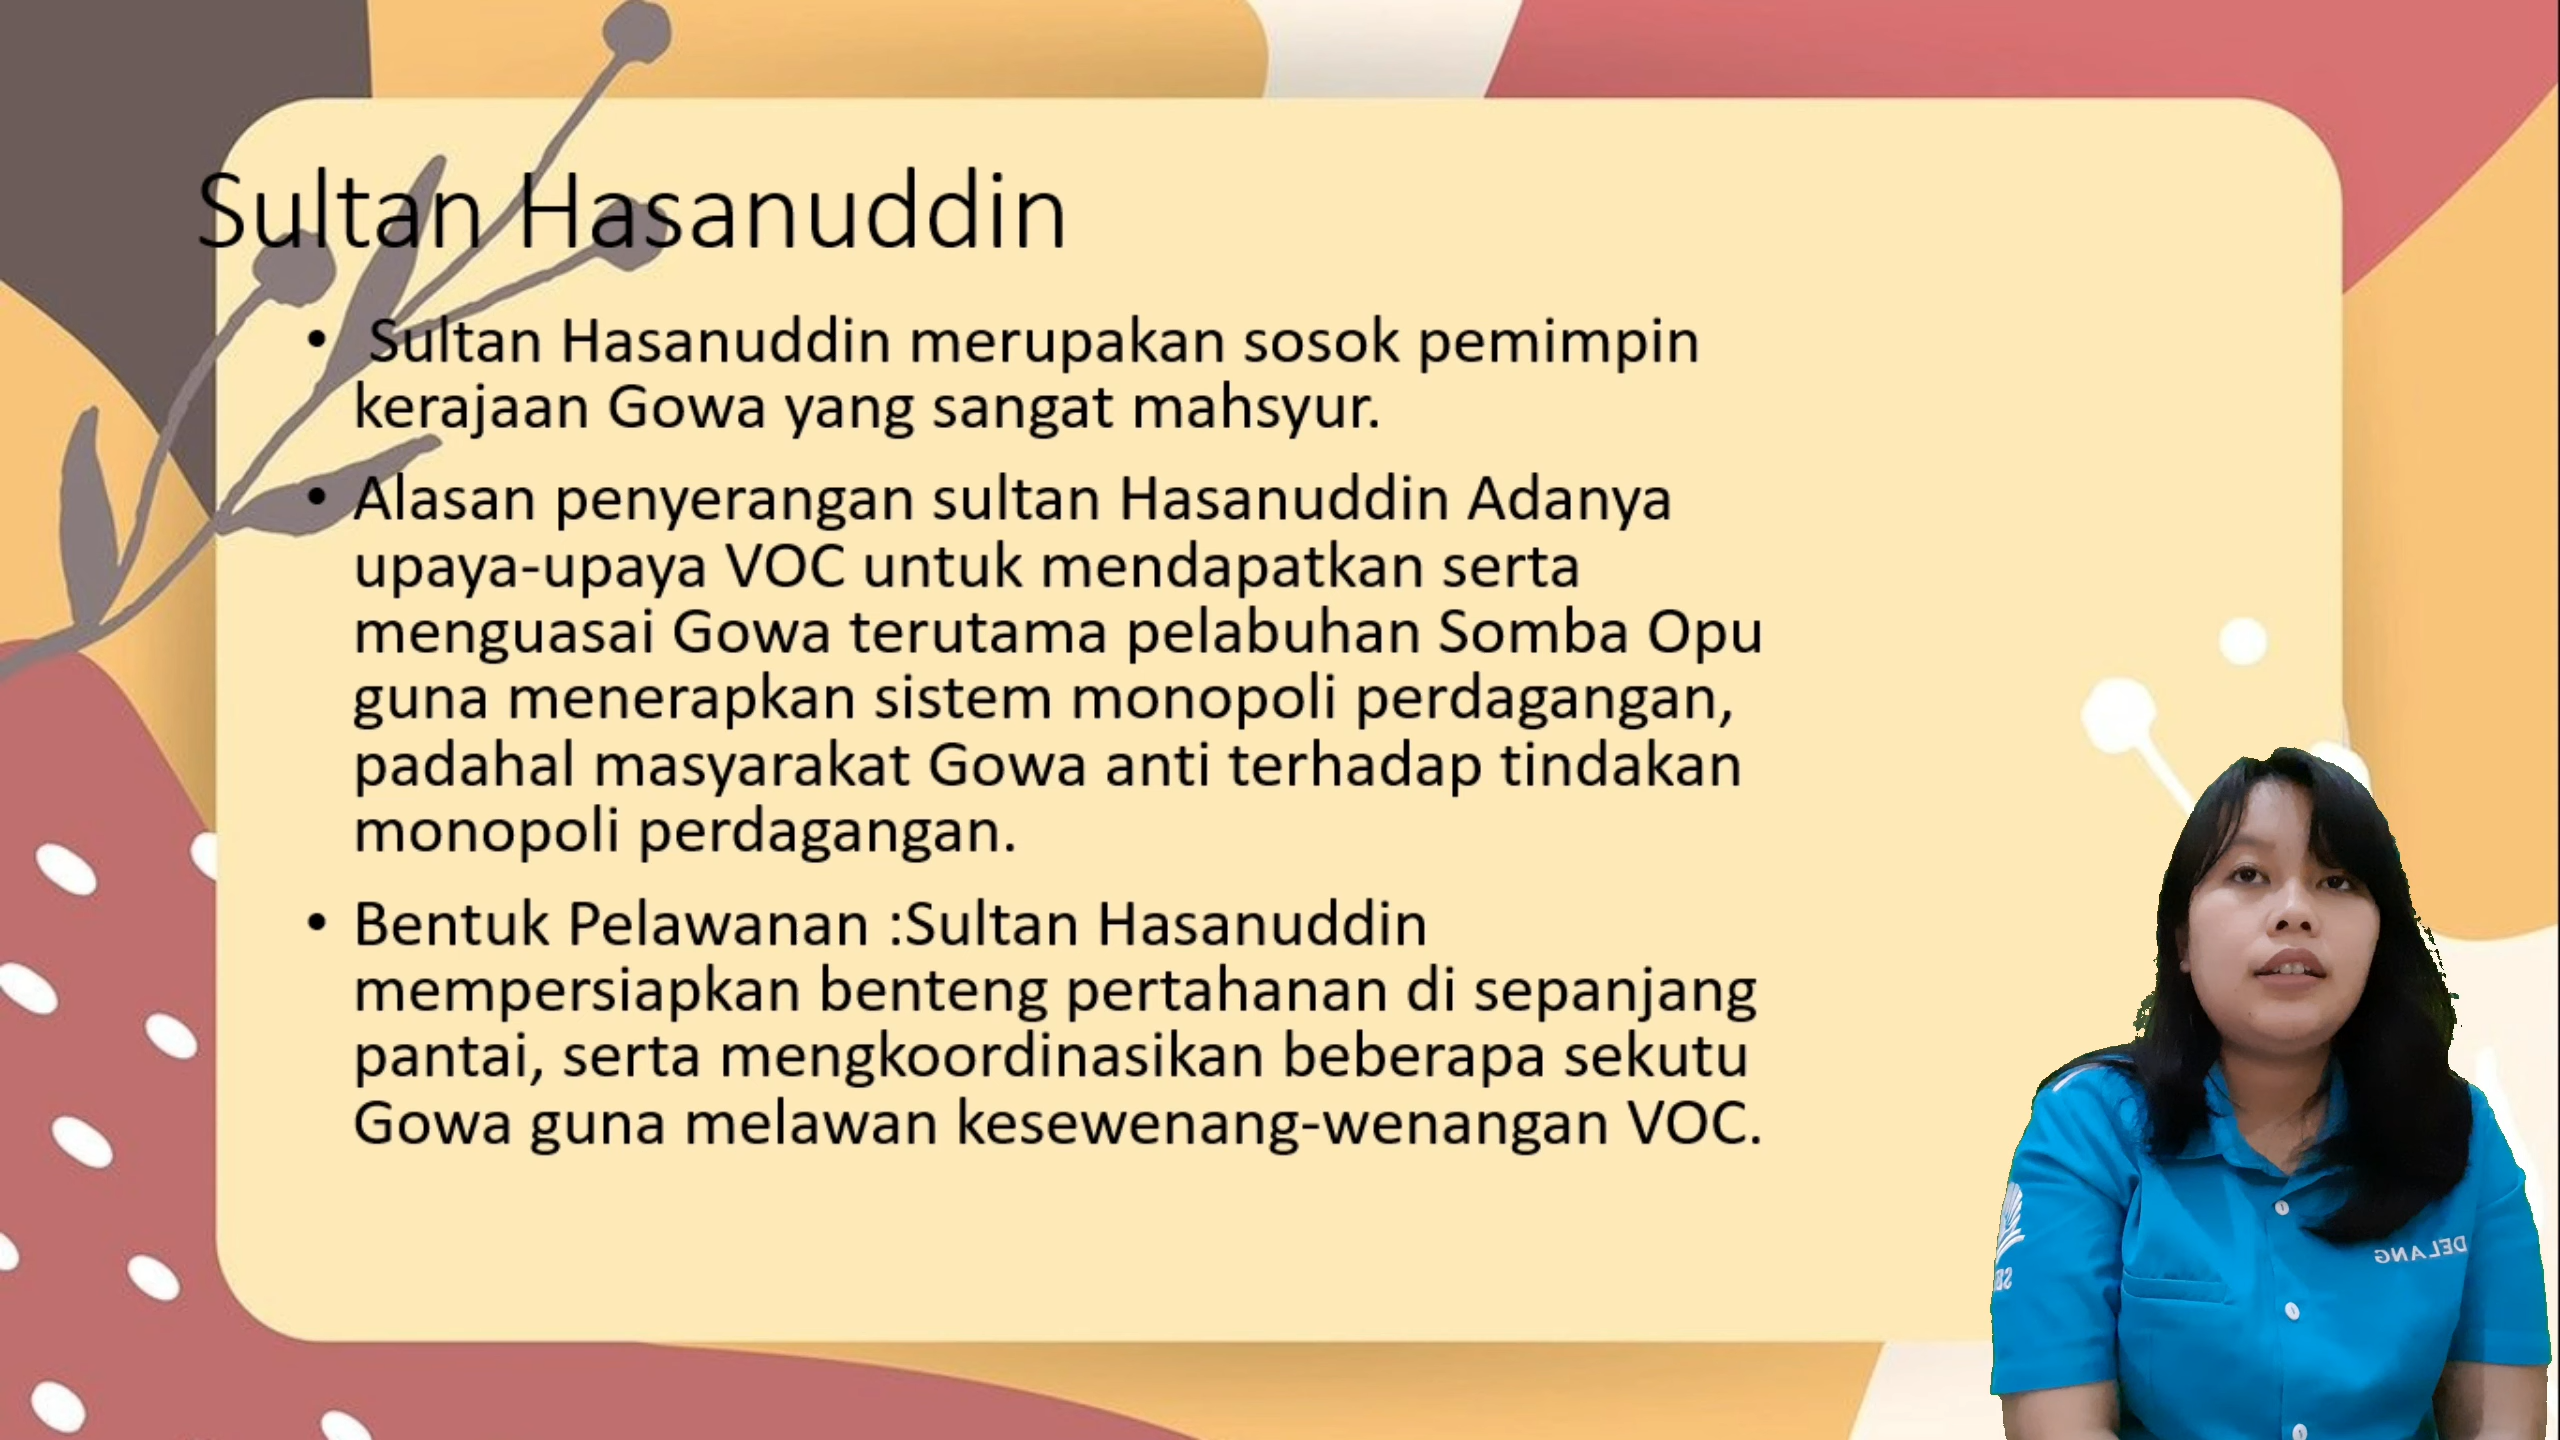 Sultan Hasanuddin
• Sultan Hasanuddin merupakan sosok pemimpin
kerajaan Gowa yang sangat mahsyur.
• Alasan penyerangan sultan Hasanuddin Adanya
upaya-upaya VOC untuk mendapatkan serta
menguasai Gowa terutama pelabuhan Somba Opu
guna menerapkan sistem monopoli perdagangan,
padahal masyarakat Gowa anti terhadap tindakan
monopoli perdagangan.
• Bentuk Pelawanan :Sultan Hasanuddin
mempersiapkan benteng pertahanan di sepanjang
pantai, serta mengkoordinasikan beberapa sekutu
Gowa guna melawan kesewenang-wenangan VOC.
DELANG